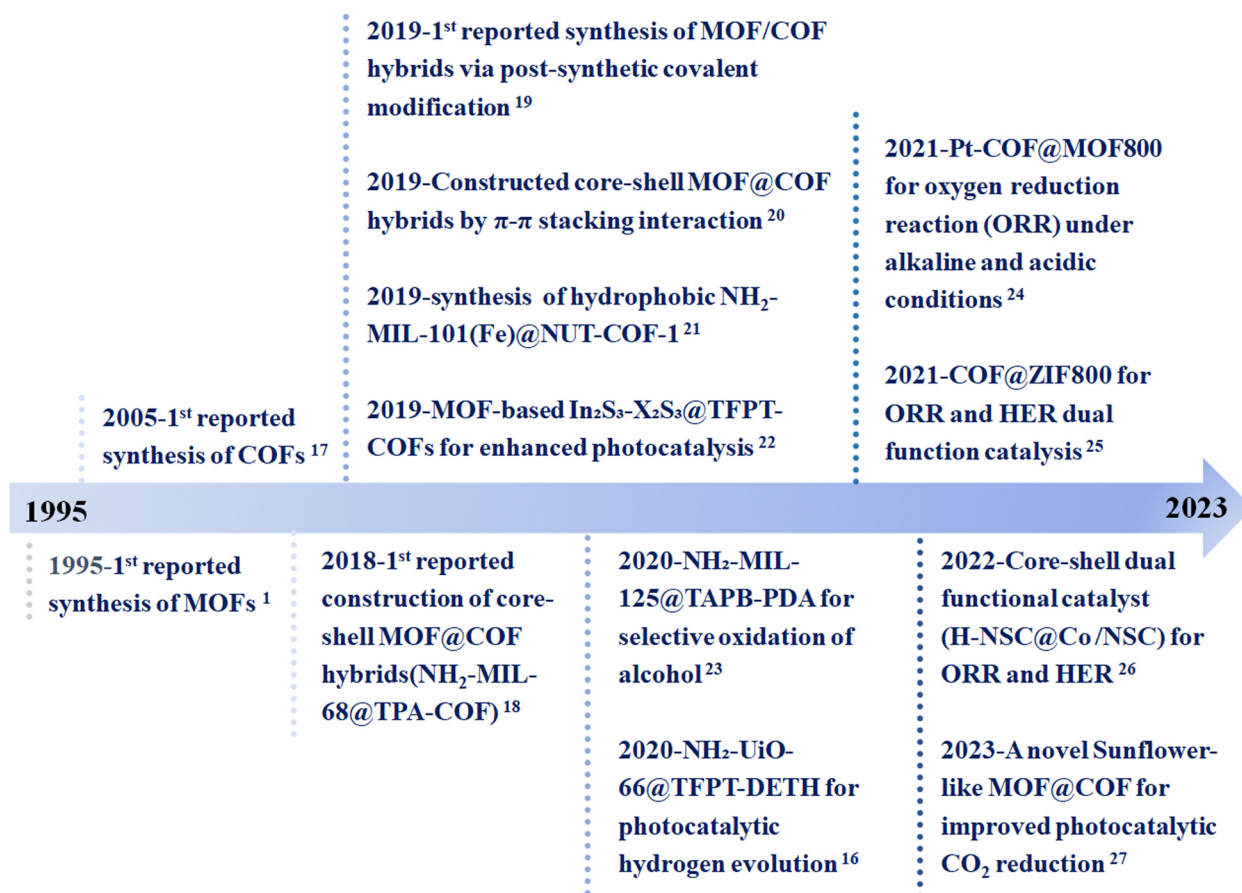 2019-1st reported synthesis of MOF/COF
hybrids via post-synthetic covalent
modification 19
2019-Constructed core-shell MOF@COF
hybrids by π-π stacking interaction 20
2019-synthesis of hydrophobic NH₂-
MIL-101(Fe)@NUT-COF-1 21
2019-MOF-based In₂S₃-X₂S₃@TFPT-
COFs for enhanced photocatalysis 22
2021-Pt-COF@MOF800
for oxygen reduction
reaction (ORR) under
alkaline and acidic
conditions 24
2021-COF@ZIF800 for
ORR and HER dual
function catalysis 25
2005-1st reported
synthesis of COFs 17
1995
2023
1995-1st reported
synthesis of MOFs 1
2018-1st reported
construction of core-
shell MOF@COF
hybrids(NH₂-MIL-
68@TPA-COF) 18
2020-NH₂-MIL-
125@TAPB-PDA for
selective oxidation of
alcohol 23
2020-NH₂-UiO-
66@TFPT-DETH for
photocatalytic
hydrogen evolution 16
2022-Core-shell dual
functional catalyst
(H-NSC@Co /NSC) for
ORR and HER 26
2023-A novel Sunflower-
like MOF@COF for
improved photocatalytic
CO₂ reduction 27